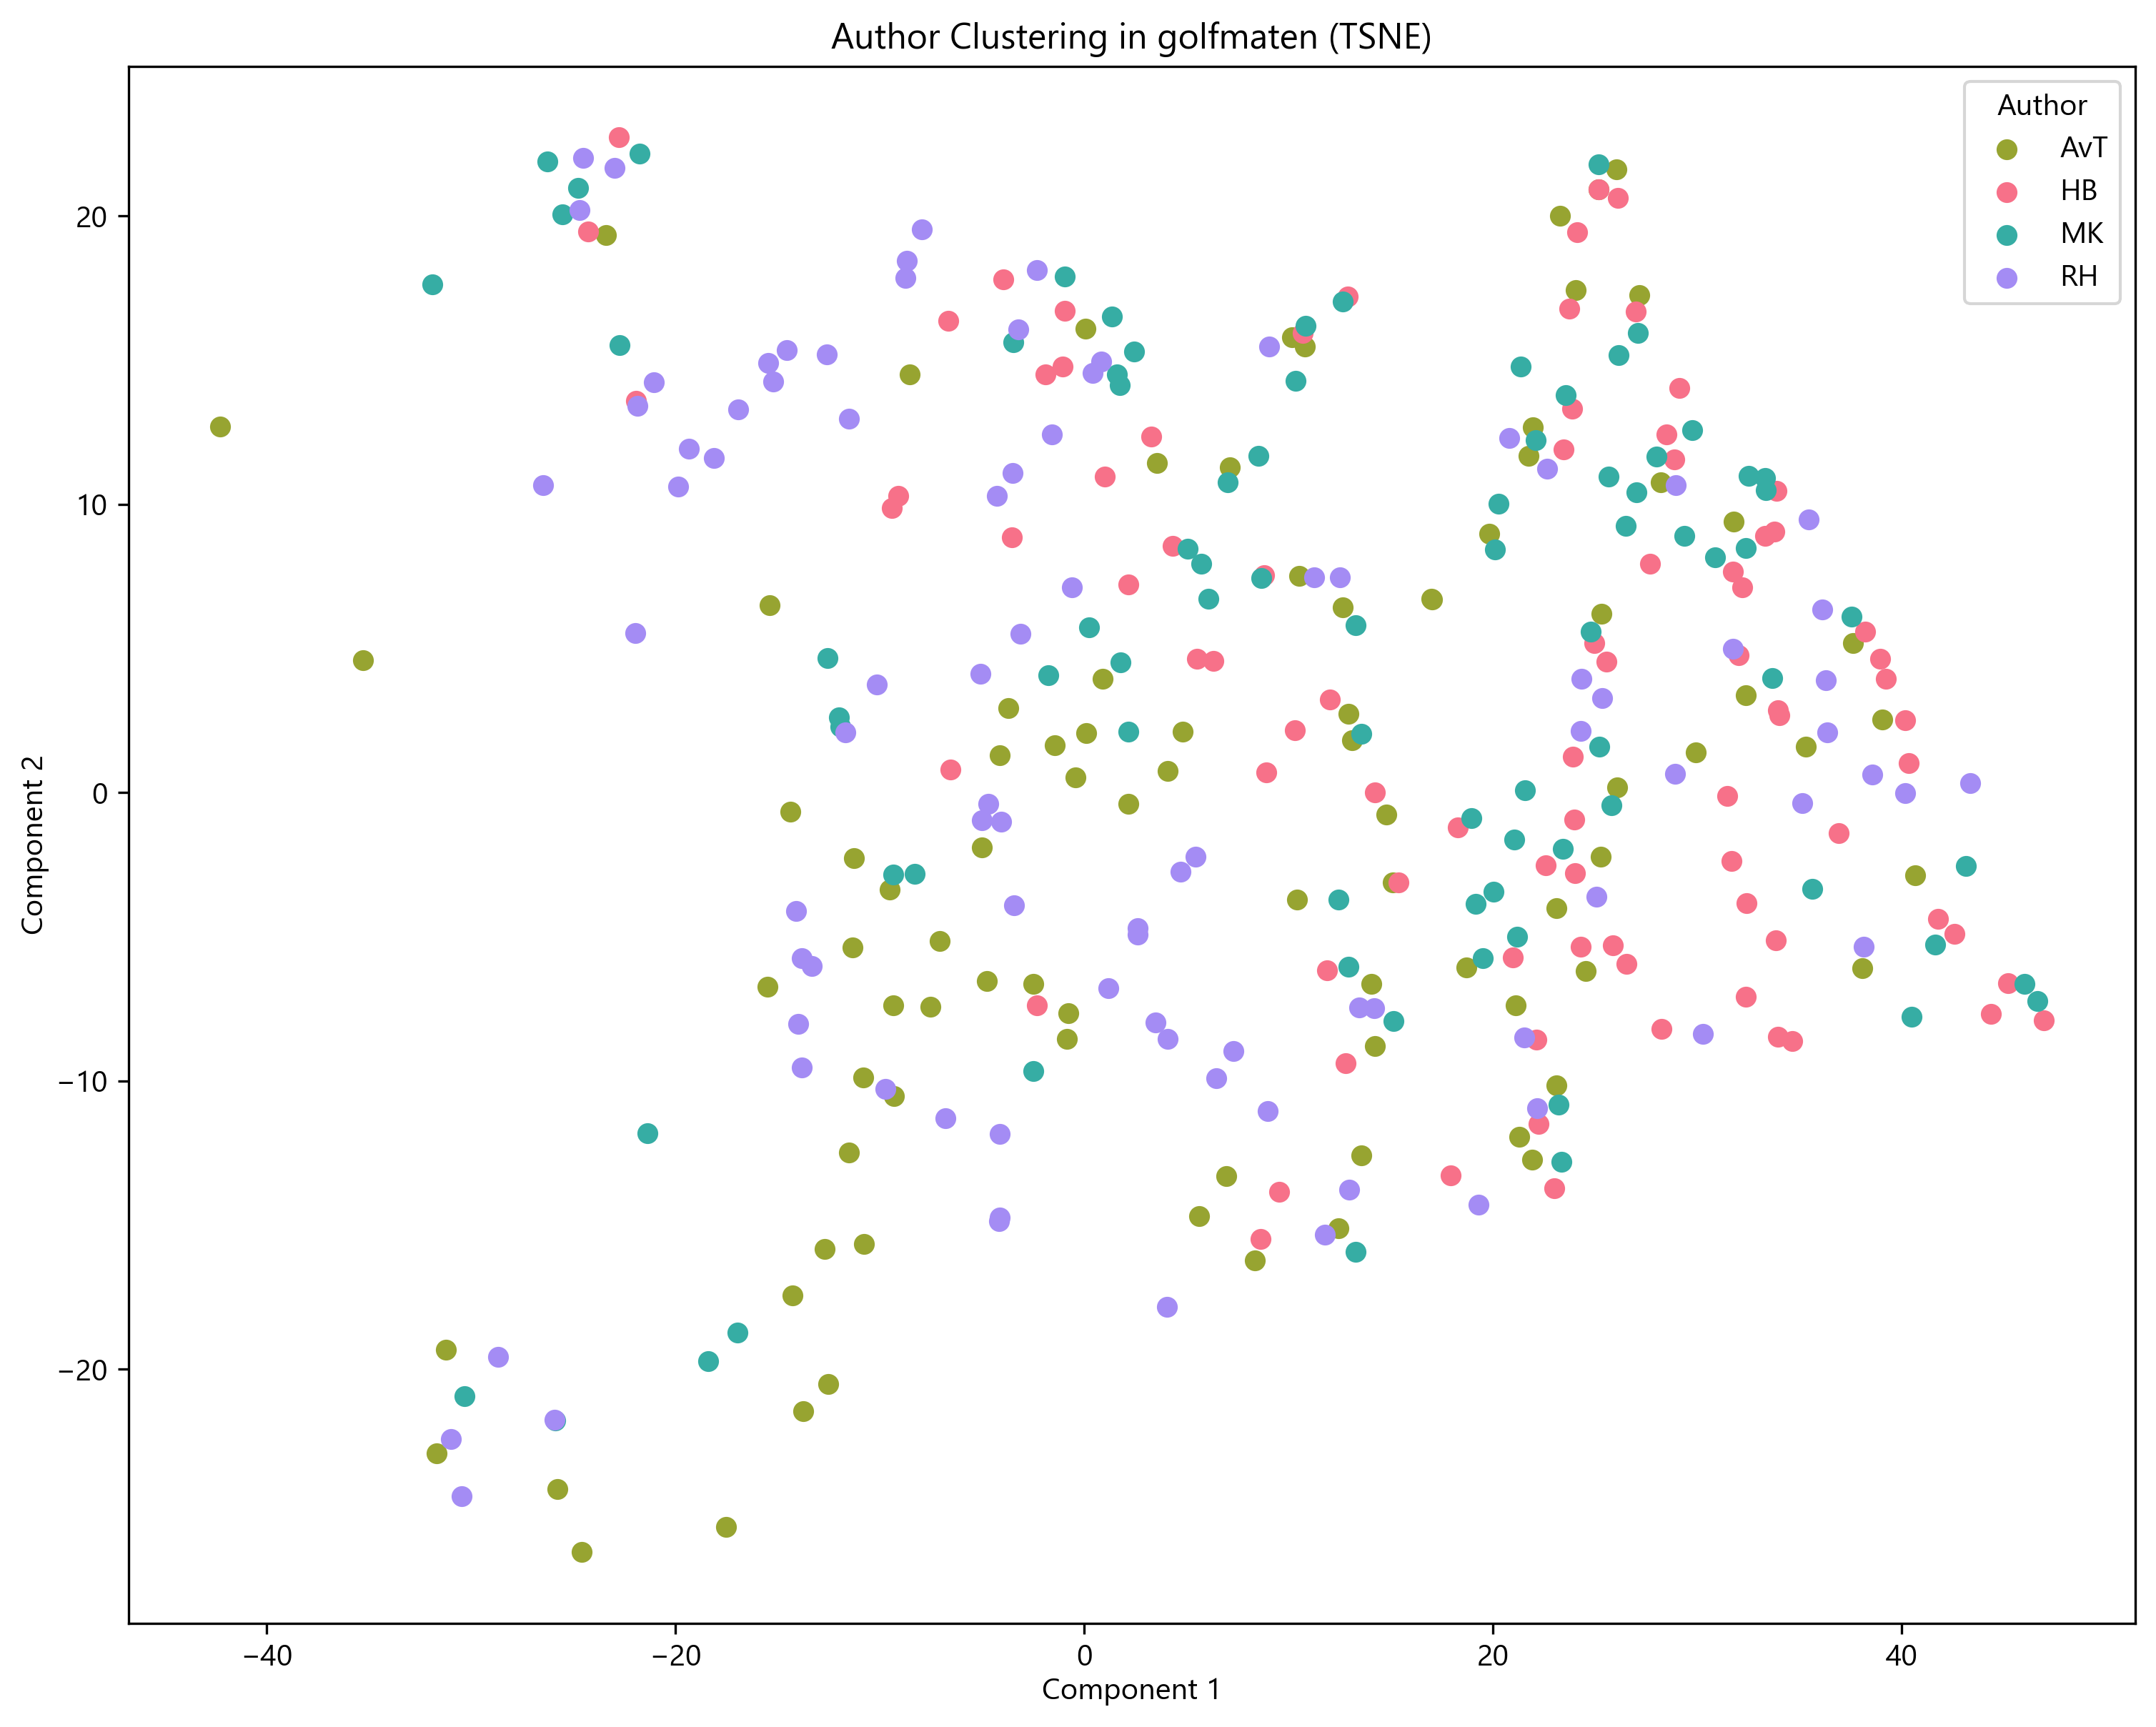 Author Clustering in golfmaten (TSNE)
Author
AvT
HB
MK
RH
Component 2
20
10
0
−10
−20
−40
−20
0
20
40
Component 1